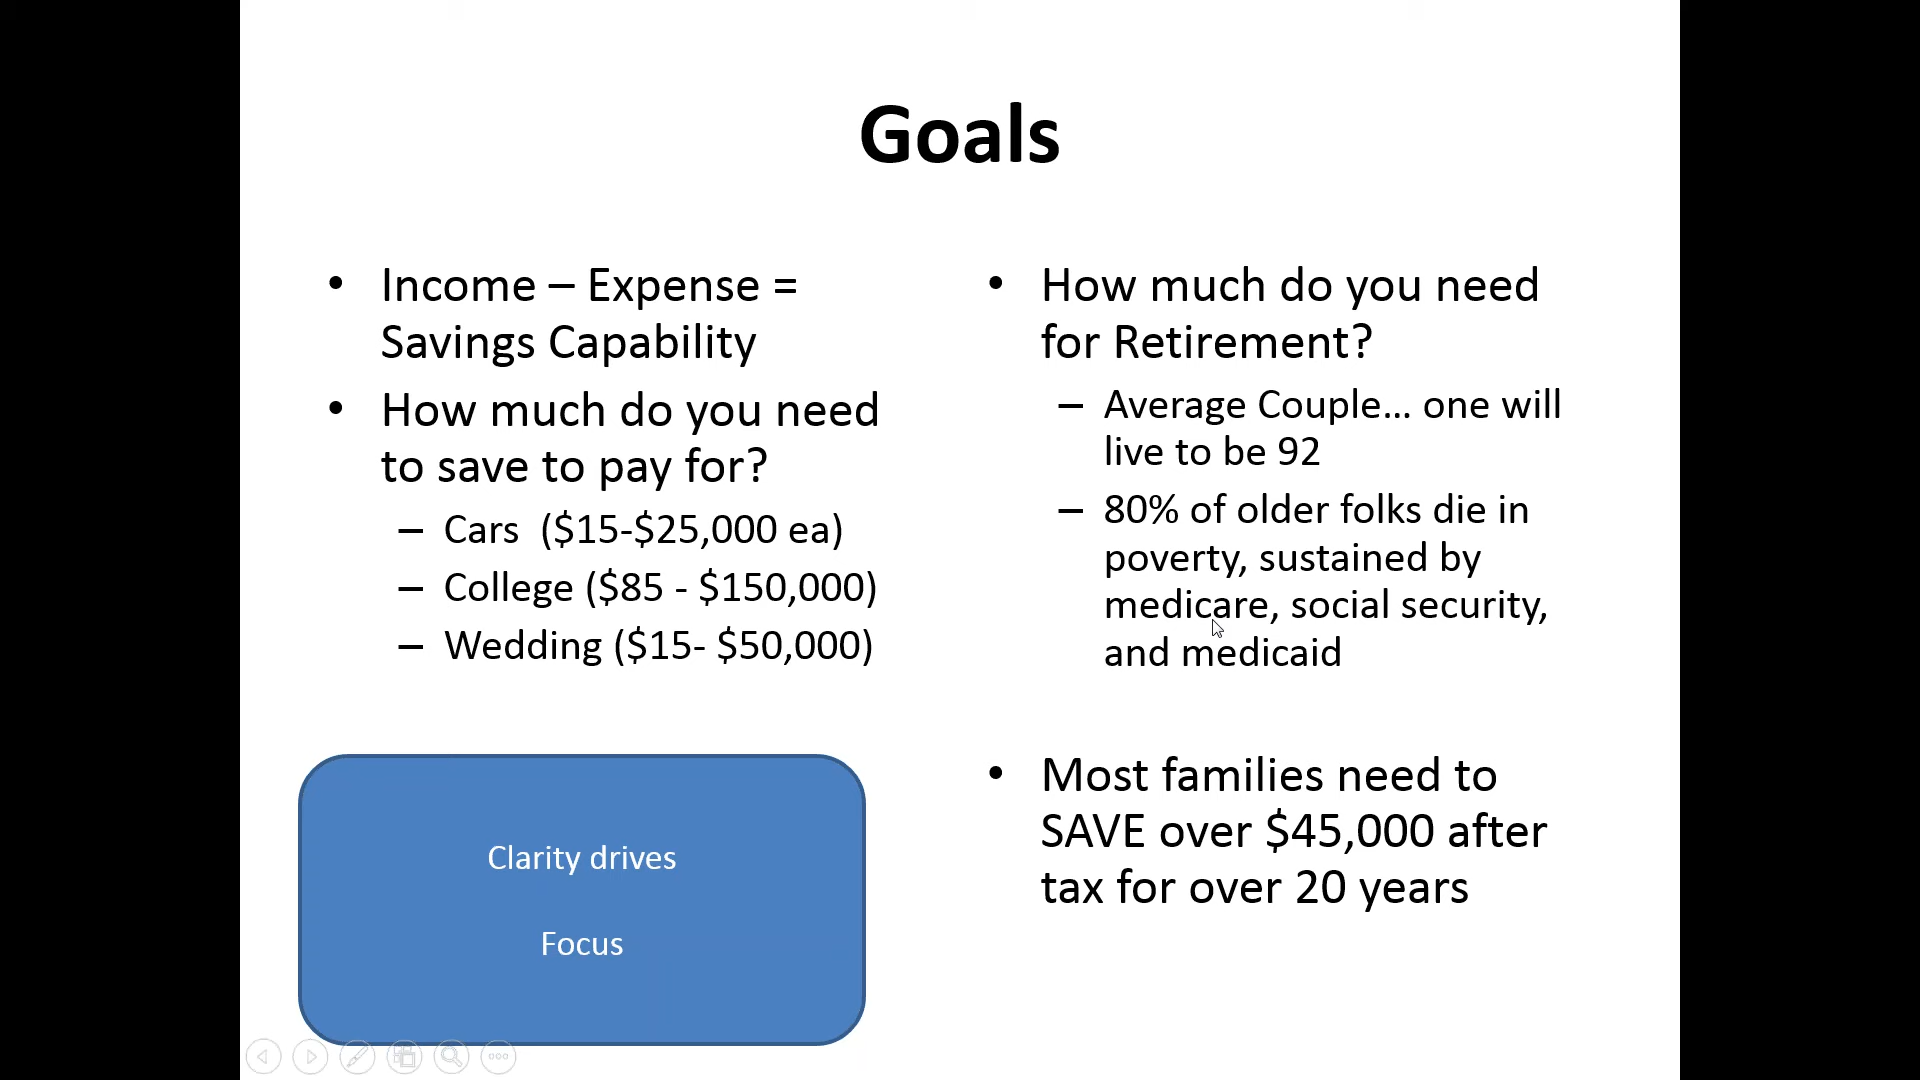 Goals
• Income – Expense =
Savings Capability
• How much do you need
to save to pay for?
– Cars  ($15-$25,000 ea)
– College ($85 - $150,000)
– Wedding ($15- $50,000)
Clarity drives
Focus
• How much do you need
for Retirement?
– Average Couple... one will
live to be 92
– 80% of older folks die in
poverty, sustained by
medicare, social security,
and medicaid
• Most families need to
SAVE over $45,000 after
tax for over 20 years